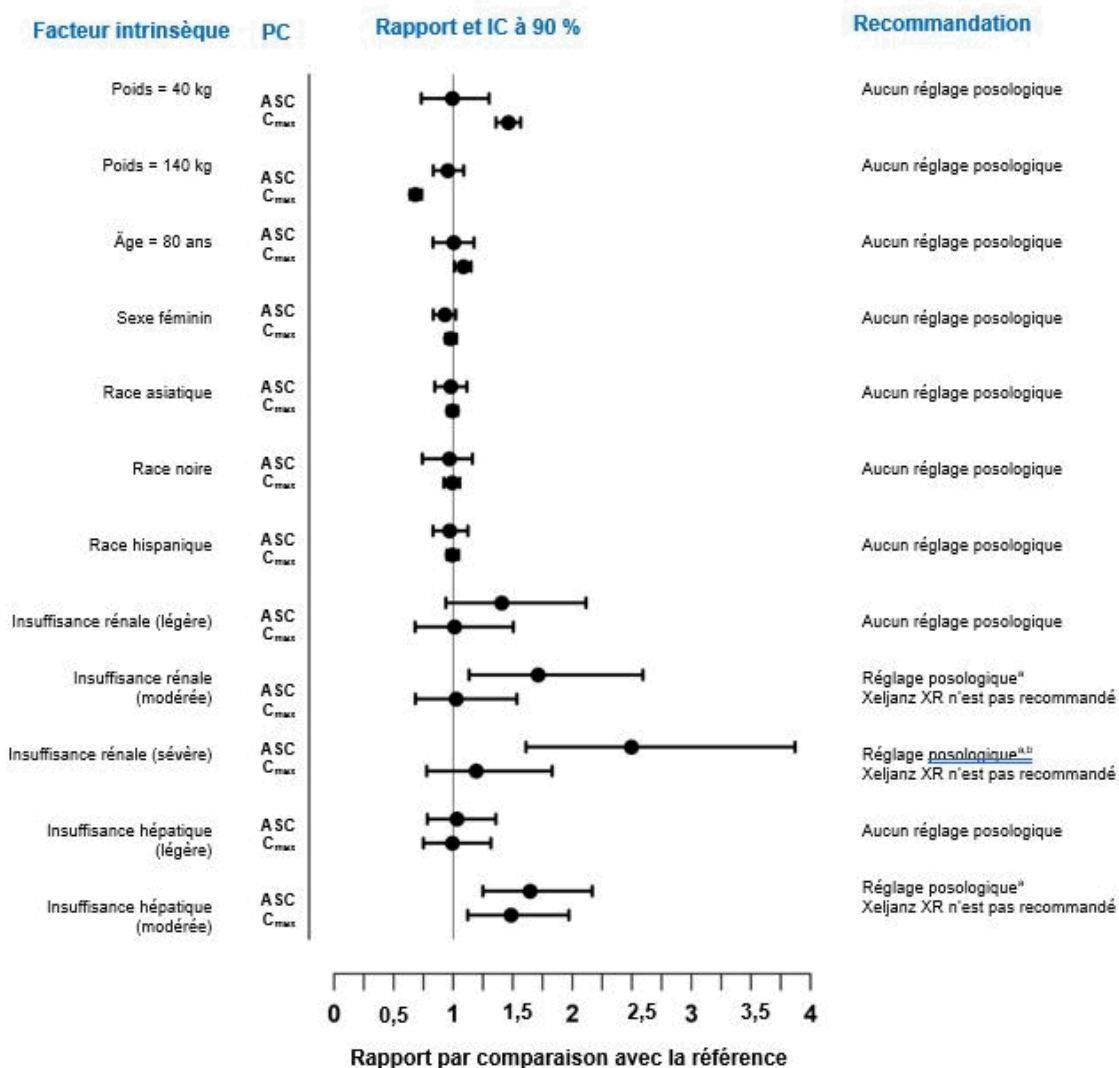 Facteur intrinsèque PC Rapport et IC à 90 % Recommandation
Poids = 40 kg ASC Aucun réglage posologique
Cmax
Poids = 140 kg ASC Aucun réglage posologique
Cmax
Äge = 80 ans ASC Aucun réglage posologique
Cmax
Sexe féminin ASC Aucun réglage posologique
Cmax
Race asiatique ASC Aucun réglage posologique
Cmax
Race noire ASC Aucun réglage posologique
Cmax
Race hispanique ASC Aucun réglage posologique
Cmax
Insuffisance rénale (légère) ASC Aucun réglage posologique
Cmax
Insuffisance rénale ASC Réglage posologiqueᵃ
(modérée) Cmax Xeljanz XR n'est pas recommandé
Insuffisance rénale (sévère) ASC Réglage posologiqueᵃ,ᵇ
Cmax Xeljanz XR n'est pas recommandé
Insuffisance hépatique ASC Aucun réglage posologique
(légère) Cmax
Insuffisance hépatique ASC Réglage posologiqueᵃ
(modérée) Cmax Xeljanz XR n'est pas recommandé
0 0,5 1 1,5 2 2,5 3 3,5 4
Rapport par comparaison avec la référence